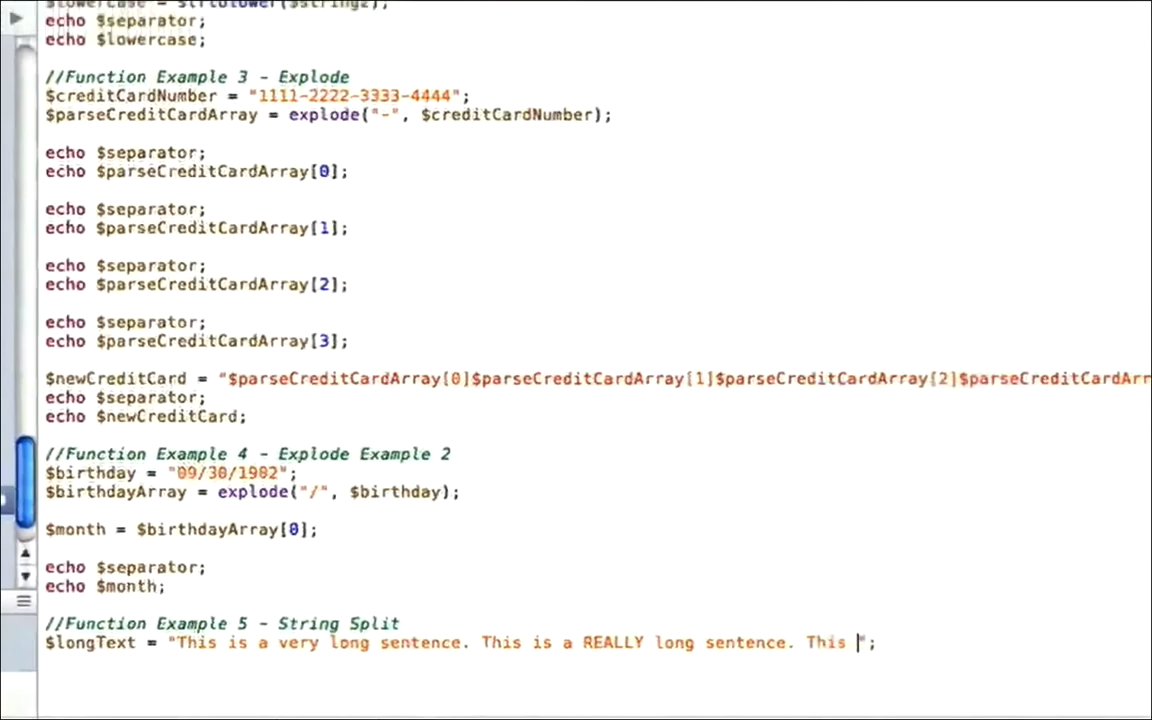 $lowercase = strtolower($string2);
echo $separator;
echo $lowercase;
//Function Example 3 - Explode
$creditCardNumber = "1111-2222-3333-4444";
$parseCreditCardArray = explode("-", $creditCardNumber);
echo $separator;
echo $parseCreditCardArray[0];
echo $separator;
echo $parseCreditCardArray[1];
echo $separator;
echo $parseCreditCardArray[2];
echo $separator;
echo $parseCreditCardArray[3];
$newCreditCard = "$parseCreditCardArray[0]$parseCreditCardArray[1]$parseCreditCardArray[2]$parseCreditCardArr
echo $separator;
echo $newCreditCard;
//Function Example 4 - Explode Example 2
$birthday = "09/30/1982";
$birthdayArray = explode("/", $birthday);
$month = $birthdayArray[0];
echo $separator;
echo $month;
//Function Example 5 - String Split
$longText = "This is a very long sentence. This is a REALLY long sentence. This ";